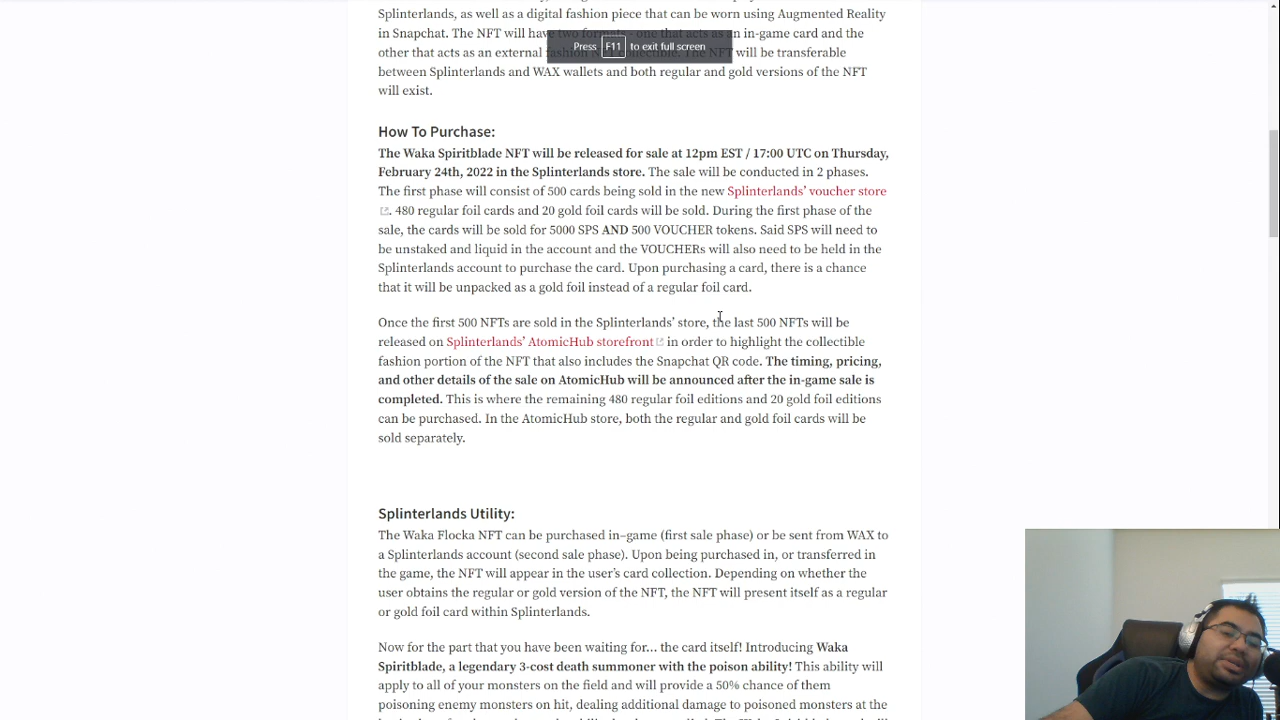 Splinterlands, as well as a digital fashion piece that can be worn using Augmented Reality
in Snapchat. The NFT will have two formats - one that acts as an in-game card and the
other that acts as an external fashion NFT collectible. The NFT will be transferable
Press F11 to exit full screen
between Splinterlands and WAX wallets and both regular and gold versions of the NFT
will exist.
How To Purchase:
The Waka Spiritblade NFT will be released for sale at 12pm EST / 17:00 UTC on Thursday,
February 24th, 2022 in the Splinterlands store. The sale will be conducted in 2 phases.
The first phase will consist of 500 cards being sold in the new Splinterlands' voucher store
. 480 regular foil cards and 20 gold foil cards will be sold. During the first phase of the
sale, the cards will be sold for 5000 SPS AND 500 VOUCHER tokens. Said SPS will need to
be unstaked and liquid in the account and the VOUCHERs will also need to be held in the
Splinterlands account to purchase the card. Upon purchasing a card, there is a chance
that it will be unpacked as a gold foil instead of a regular foil card.
Once the first 500 NFTs are sold in the Splinterlands' store, the last 500 NFTs will be
released on Splinterlands' AtomicHub storefront in order to highlight the collectible
fashion portion of the NFT that also includes the Snapchat QR code. The timing, pricing,
and other details of the sale on AtomicHub will be announced after the in-game sale is
completed. This is where the remaining 480 regular foil editions and 20 gold foil editions
can be purchased. In the AtomicHub store, both the regular and gold foil cards will be
sold separately.
Splinterlands Utility:
The Waka Flocka NFT can be purchased in–game (first sale phase) or be sent from WAX to
a Splinterlands account (second sale phase). Upon being purchased in, or transferred in
the game, the NFT will appear in the user's card collection. Depending on whether the
user obtains the regular or gold version of the NFT, the NFT will present itself as a regular
or gold foil card within Splinterlands.
Now for the part that you have been waiting for… the card itself! Introducing Waka
Spiritblade, a legendary 3-cost death summoner with the poison ability! This ability will
apply to all of your monsters on the field and will provide a 50% chance of them
poisoning enemy monsters on hit, dealing additional damage to poisoned monsters at the